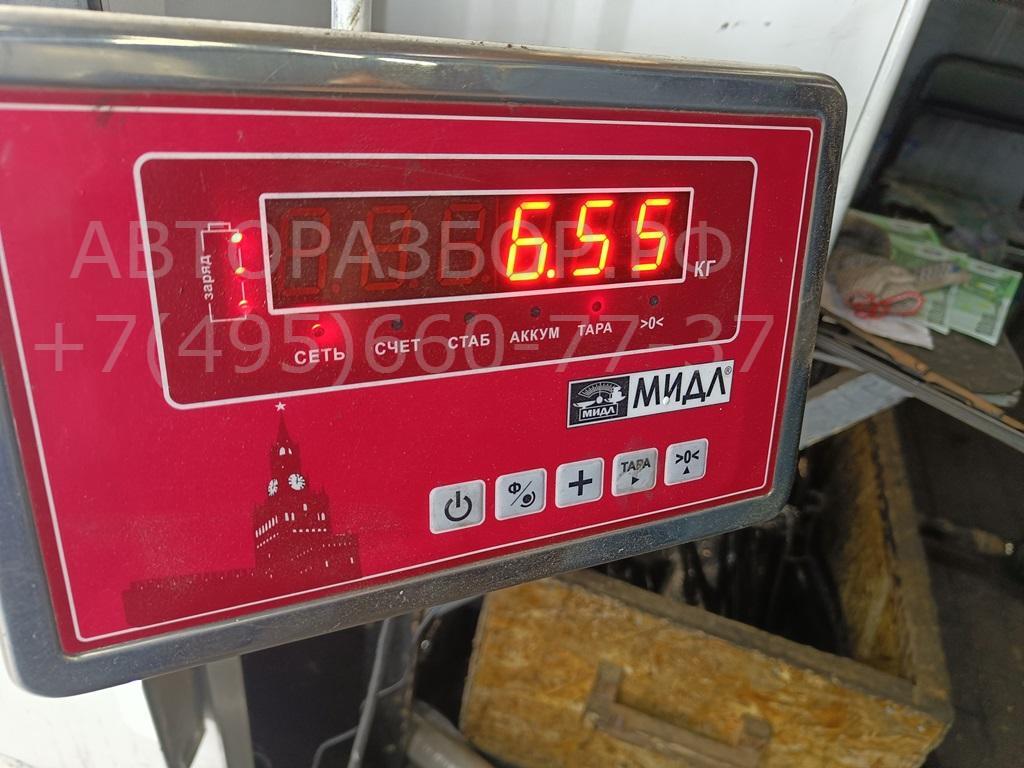 АВТОРАЗБОР.РФ
6.55
КГ
заряд
+7(495)660-77-37
СЕТЬ СЧЕТ СТАБ АККУМ ТАРА >0<
МИДЛ МИДЛ®
Ф + ТАРА >0<